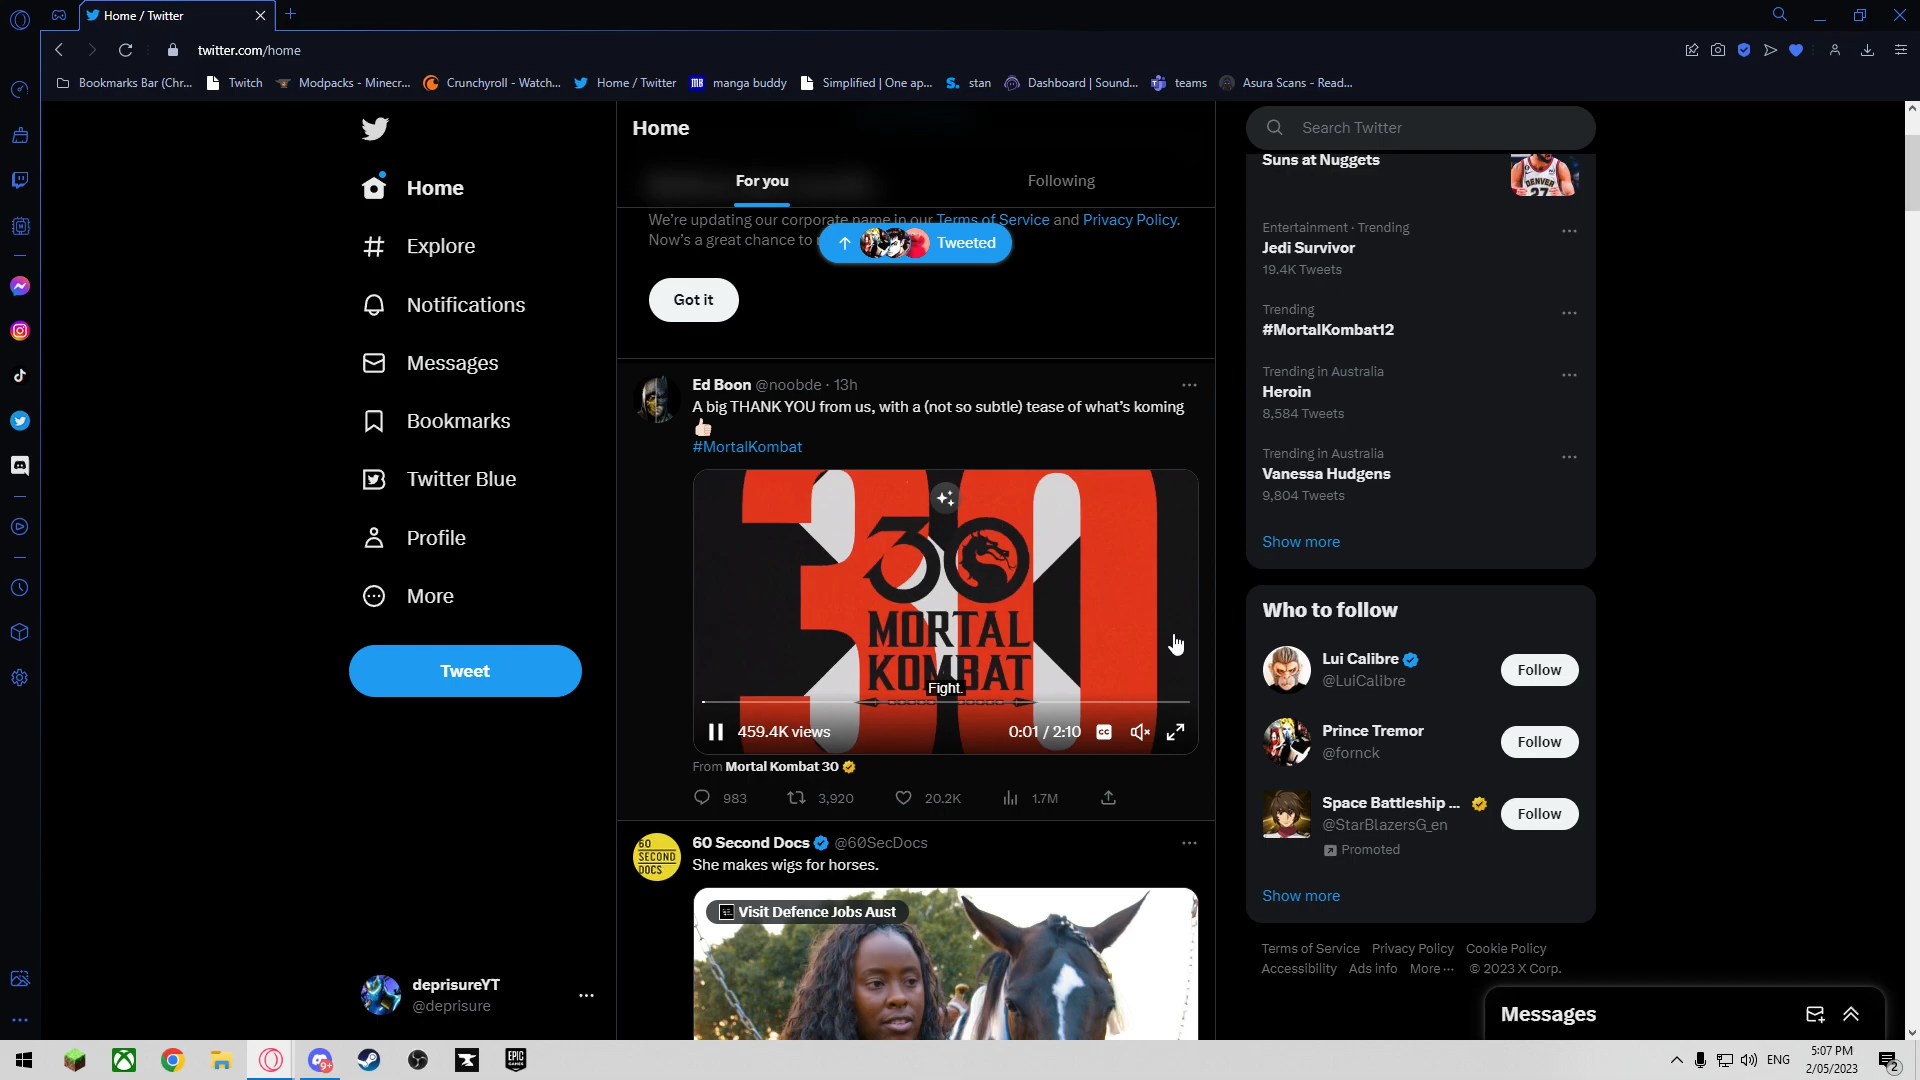 Home / Twitter
twitter.com/home
Bookmarks Bar (Chr...
Twitch
Modpacks - Minecr...
Crunchyroll - Watch...
Home / Twitter
MB
manga buddy
Simplified | One ap...
S.
stan
Dashboard | Sound...
teams
Asura Scans - Read...
Home
Explore
Notifications
Messages
Bookmarks
Twitter Blue
Profile
More
Tweet
deprisureYT
@deprisure
Home
For you
Following
We're updating our corporate name in our Terms of Service and Privacy Policy.
Now's a great chance to
Tweeted
Got it
Ed Boon @noobde · 13h
A big THANK YOU from us, with a (not so subtle) tease of what's koming
👍🏻
#MortalKombat
30
30
MORTAL
KOMBAT
Fight.
459.4K views
0:01 / 2:10
CC
From Mortal Kombat 30
983
3,920
20.2K
1.7M
60
SECOND
DOCS
60 Second Docs @60SecDocs
She makes wigs for horses.
Visit Defence Jobs Aust
Search Twitter
Suns at Nuggets
DENVER
27
Entertainment · Trending
Jedi Survivor
19.4K Tweets
Trending
#MortalKombat12
Trending in Australia
Heroin
8,584 Tweets
Trending in Australia
Vanessa Hudgens
9,804 Tweets
Show more
Who to follow
Lui Calibre
@LuiCalibre
Follow
Prince Tremor
@fornck
Follow
Space Battleship ...
@StarBlazersG_en
Follow
Promoted
Show more
Terms of Service Privacy Policy Cookie Policy
Accessibility Ads info More ··· © 2023 X Corp.
Messages
9+
EPIC
GAMES
ENG
5:07 PM
2/05/2023
2